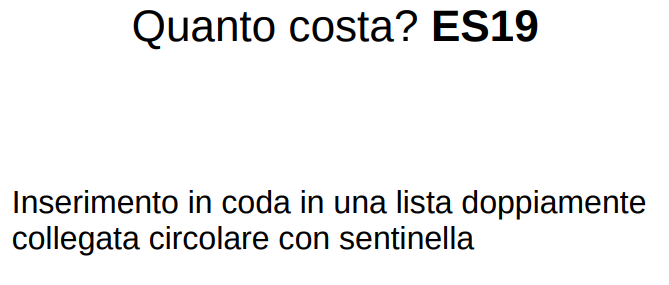 Quanto costa? ES19
Inserimento in coda in una lista doppiamente
collegata circolare con sentinella